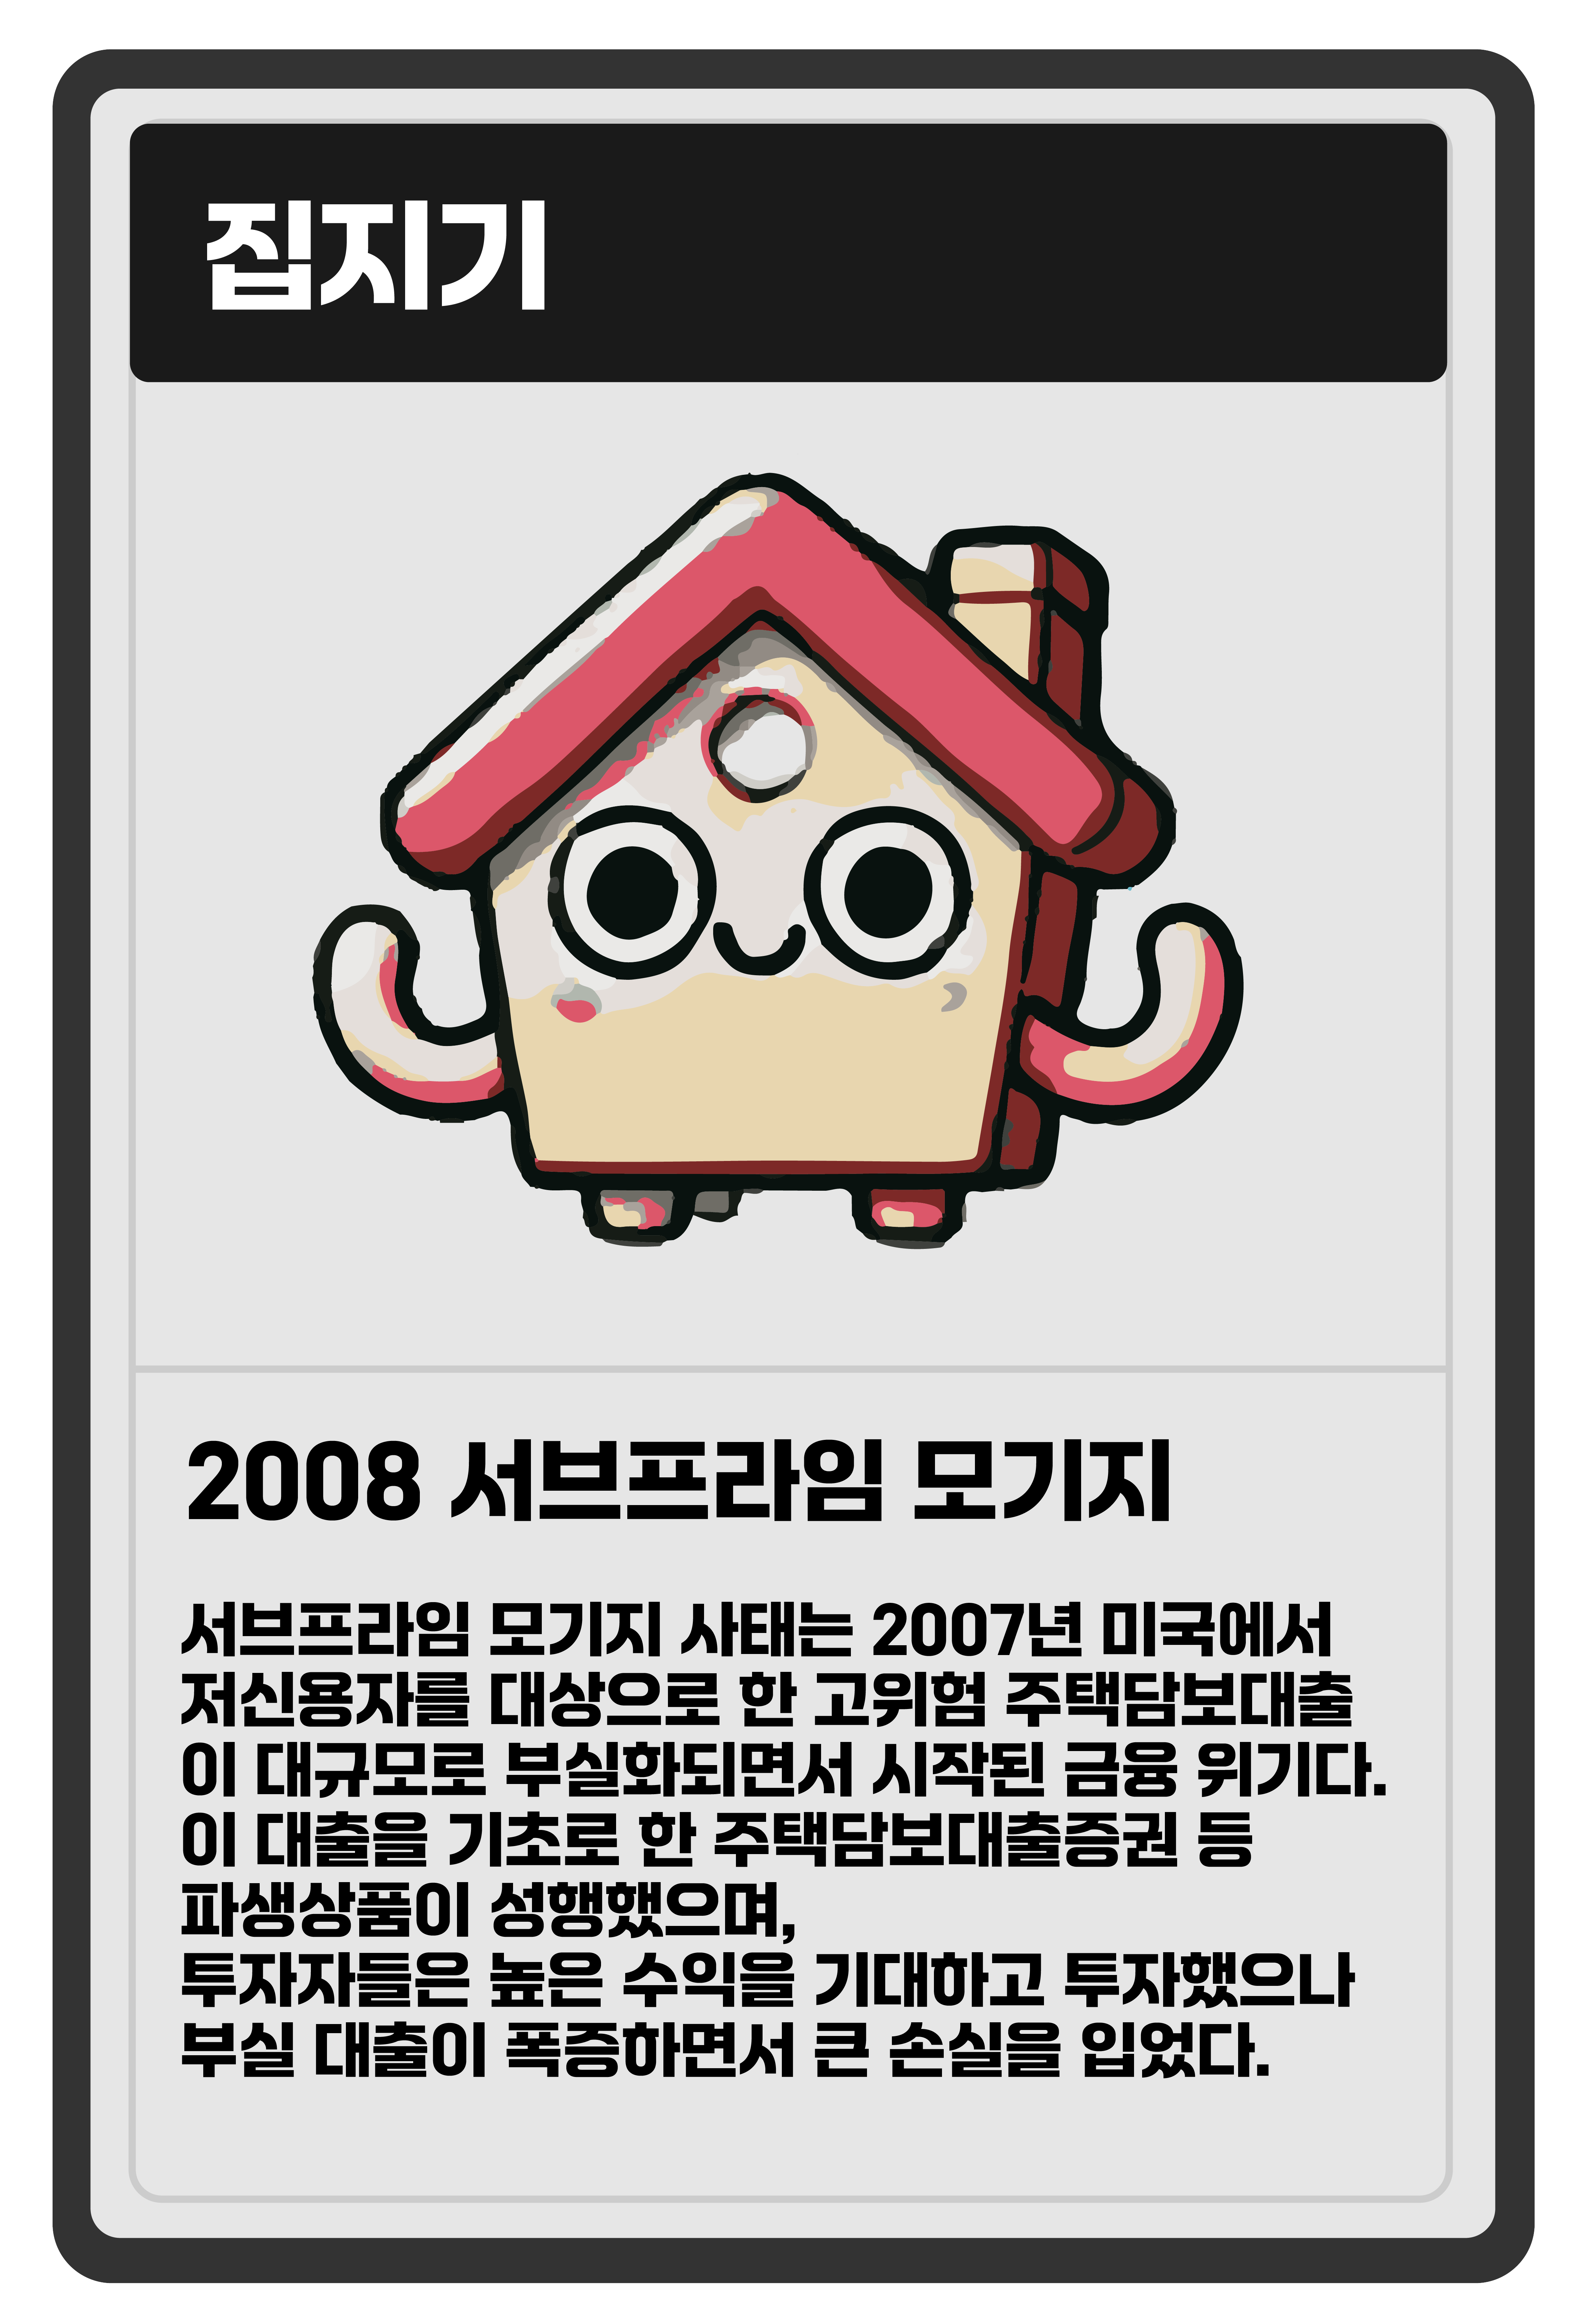 집지기
2008 서브프라임 모기지
서브프라임 모기지 사태는 2007년 미국에서
저신용자를 대상으로 한 고위험 주택담보대출
이 대규모로 부실화되면서 시작된 금융 위기다.
이 대출을 기초로 한 주택담보대출증권 등
파생상품이 성행했으며,
투자자들은 높은 수익을 기대하고 투자했으나
부실 대출이 폭증하면서 큰 손실을 입었다.